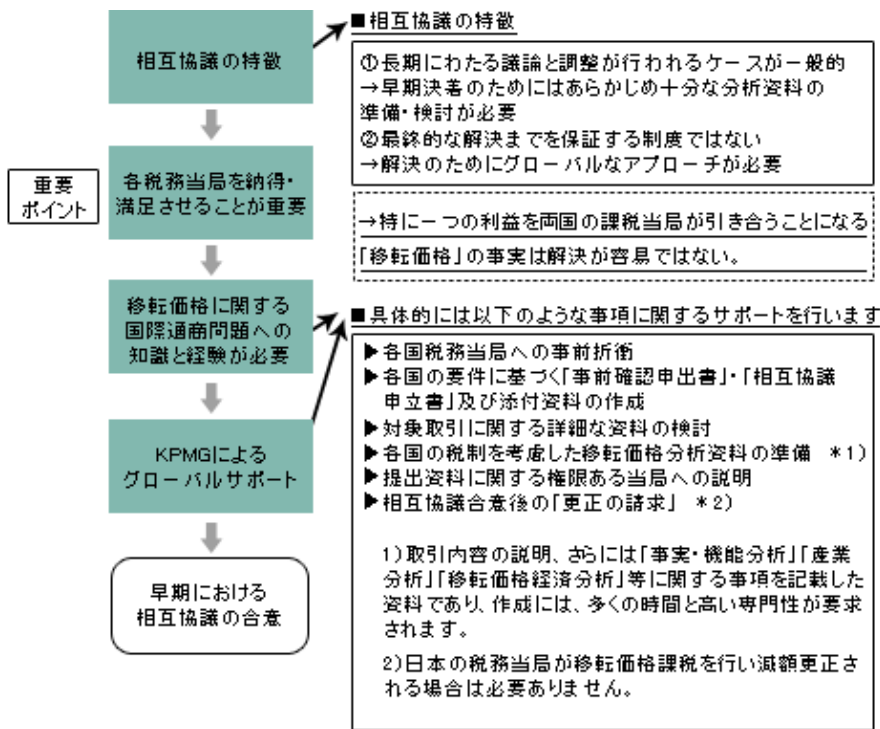 相互協議の特徴
各税務当局を納得・
満足させることが重要
重要
ポイント
移転価格に関する
国際通商問題への
知識と経験が必要
KPMGによる
グローバルサポート
早期における
相互協議の合意
■相互協議の特徴
①長期にわたる議論と調整が行われるケースが一般的
→早期決着のためにはあらかじめ十分な分析資料の
準備・検討が必要
②最終的な解決までを保証する制度ではない
→解決のためにグローバルなアプローチが必要
→特に一つの利益を両国の課税当局が引き合うことになる
「移転価格」の事実は解決が容易ではない。
■具体的には以下のような事項に関するサポートを行います
▶各国税務当局への事前折衝
▶各国の要件に基づく「事前確認申出書」・「相互協議
申立書」及び添付資料の作成
▶対象取引に関する詳細な資料の検討
▶各国の税制を考慮した移転価格分析資料の準備 *1)
▶提出資料に関する権限ある当局への説明
▶相互協議合意後の「更正の請求」 *2)
1)取引内容の説明、さらには「事実・機能分析」「産業
分析」「移転価格経済分析」等に関する事項を記載した
資料であり、作成には、多くの時間と高い専門性が要求
されます。
2)日本の税務当局が移転価格課税を行い減額更正さ
れる場合は必要ありません。